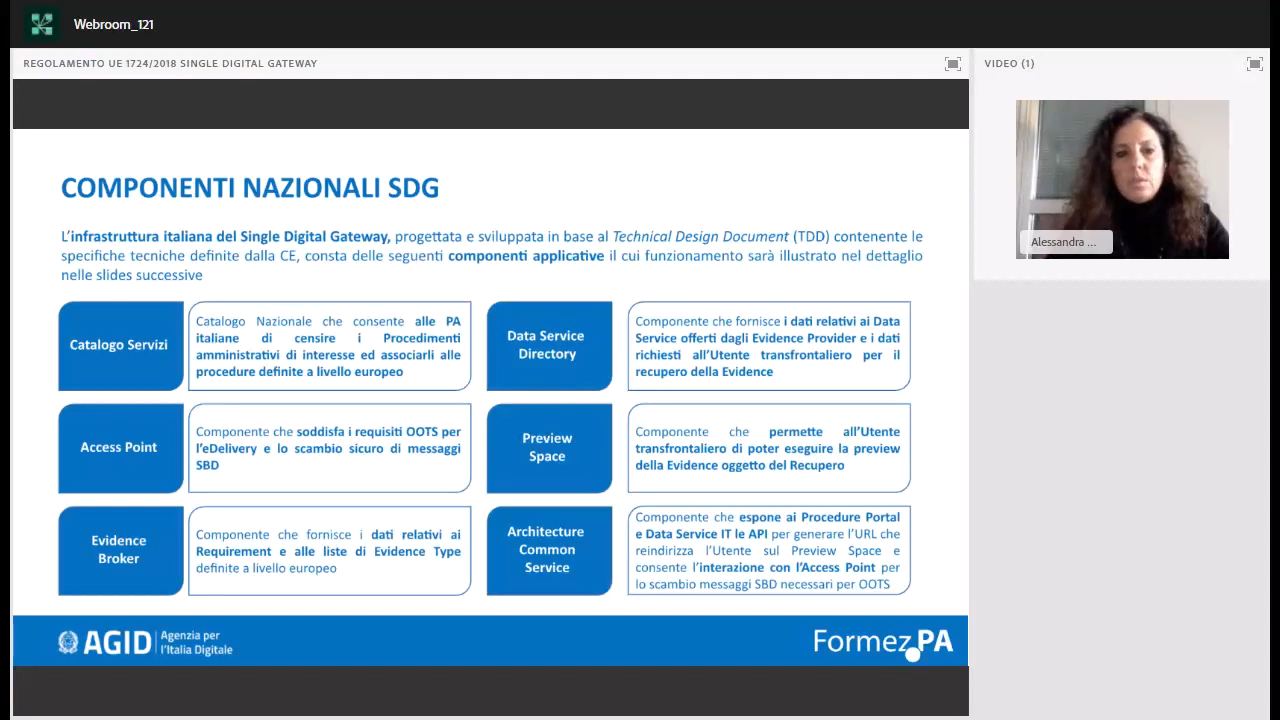 Webroom_121
REGOLAMENTO UE 1724/2018 SINGLE DIGITAL GATEWAY
VIDEO (1)
Alessandra ...
COMPONENTI NAZIONALI SDG
L'infrastruttura italiana del Single Digital Gateway, progettata e sviluppata in base al Technical Design Document (TDD) contenente le
specifiche tecniche definite dalla CE, consta delle seguenti componenti applicative il cui funzionamento sarà illustrato nel dettaglio
nelle slides successive
Catalogo Servizi
Catalogo Nazionale che consente alle PA
italiane di censire i Procedimenti
amministrativi di interesse ed associarli alle
procedure definite a livello europeo
Data Service
Directory
Componente che fornisce i dati relativi ai Data
Service offerti dagli Evidence Provider e i dati
richiesti all'Utente transfrontaliero per il
recupero della Evidence
Access Point
Componente che soddisfa i requisiti OOTS per
l'eDelivery e lo scambio sicuro di messaggi
SBD
Preview
Space
Componente che permette all'Utente
transfrontaliero di poter eseguire la preview
della Evidence oggetto del Recupero
Evidence
Broker
Componente che fornisce i dati relativi ai
Requirement e alle liste di Evidence Type
definite a livello europeo
Architecture
Common
Service
Componente che espone ai Procedure Portal
e Data Service IT le API per generare l'URL che
reindirizza l'Utente sul Preview Space e
consente l'interazione con l'Access Point per
lo scambio messaggi SBD necessari per OOTS
AGID
Agenzia per
l'Italia Digitale
Formez PA